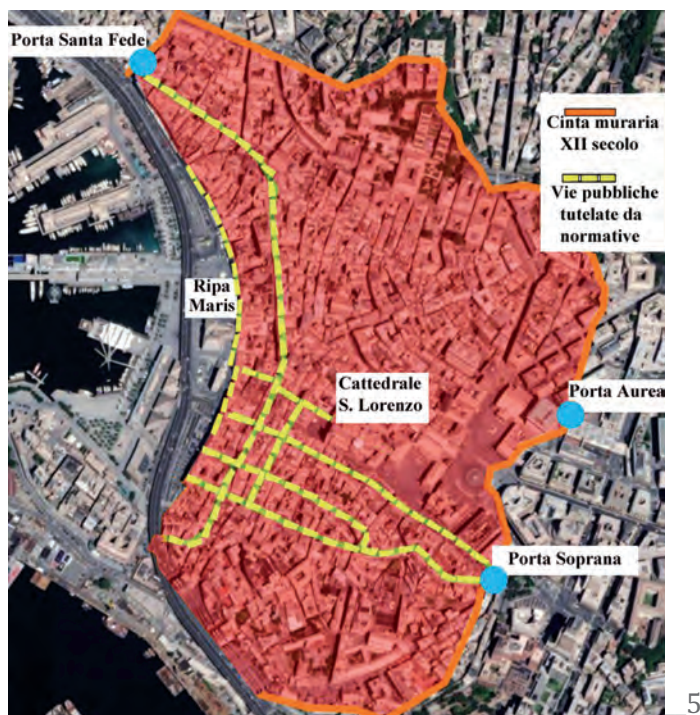 Porta Santa Fede
Cinta muraria
XII secolo
Vie pubbliche
tutelate da
normative
Ripa
Maris
Cattedrale
S. Lorenzo
Porta Aurea
Porta Soprana
5